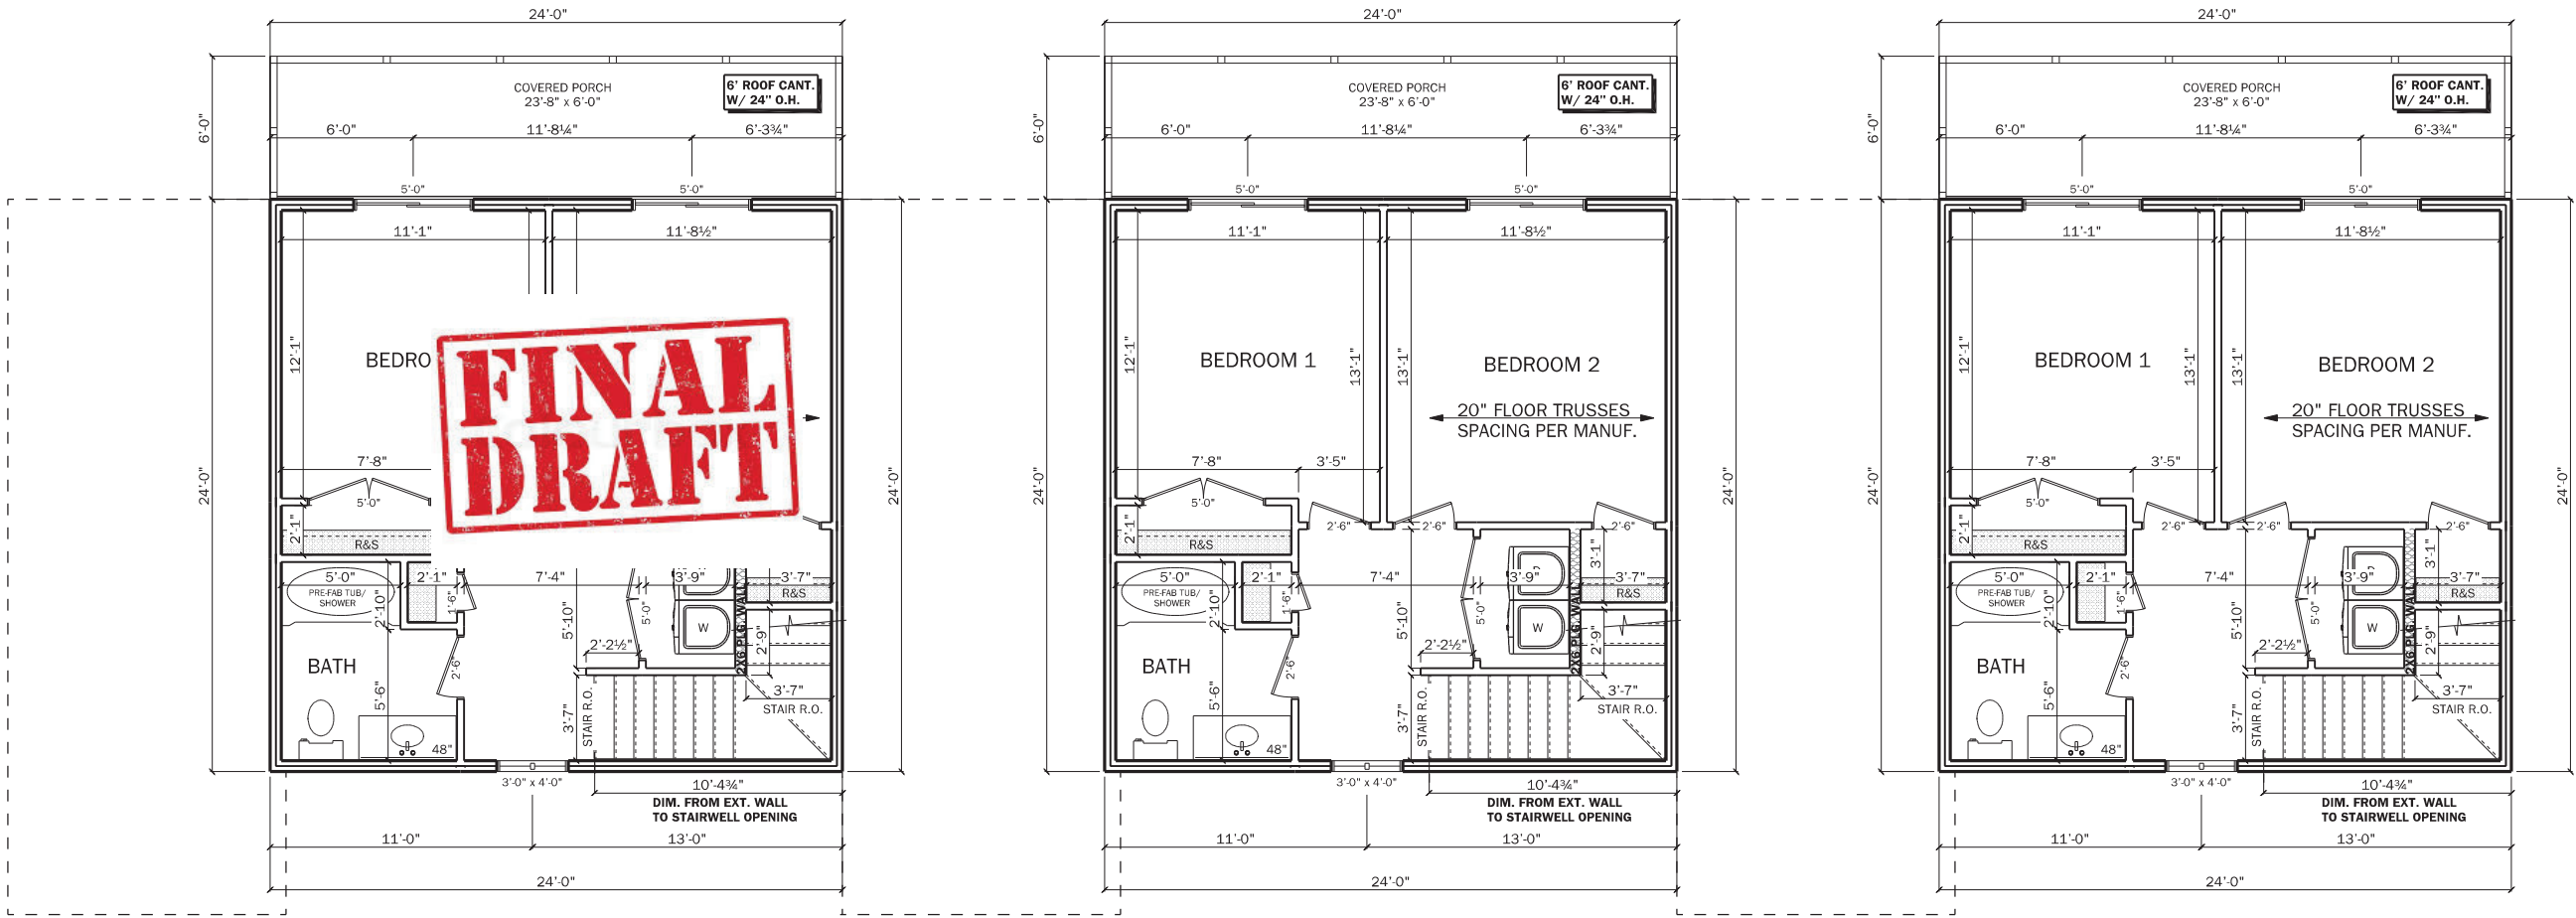 24'-0"
24'-0"
24'-0"
COVERED PORCH
23'-8" x 6'-0"
6' ROOF CANT.
W/ 24" O.H.
COVERED PORCH
23'-8" x 6'-0"
6' ROOF CANT.
W/ 24" O.H.
COVERED PORCH
23'-8" x 6'-0"
6' ROOF CANT.
W/ 24" O.H.
6'-0"
6'-0"
11'-8¼"
6'-3¾"
6'-0"
6'-0"
11'-8¼"
6'-3¾"
6'-0"
6'-0"
11'-8¼"
6'-3¾"
5'-0"
5'-0"
5'-0"
5'-0"
5'-0"
5'-0"
11'-1"
11'-8½"
11'-1"
11'-8½"
11'-1"
11'-8½"
12'-1"
BEDRO
FINAL
DRAFT
12'-1"
BEDROOM 1
13'-1"
13'-1"
BEDROOM 2
20" FLOOR TRUSSES
SPACING PER MANUF.
12'-1"
BEDROOM 1
13'-1"
13'-1"
BEDROOM 2
20" FLOOR TRUSSES
SPACING PER MANUF.
24'-0"
7'-8"
24'-0"
24'-0"
7'-8"
3'-5"
24'-0"
24'-0"
7'-8"
3'-5"
24'-0"
5'-0"
2'-1"
R&S
5'-0"
2'-6"
2'-6"
2'-6"
2'-1"
R&S
3'-1"
5'-0"
2'-6"
2'-6"
2'-6"
2'-1"
R&S
3'-1"
5'-0"
2'-1"
7'-4"
3'-9"
3'-7"
PRE-FAB TUB/
SHOWER
R&S
2'-10"
1'-6"
5'-10"
5'-0"
W
2X6 PLG WALL
2'-9"
2'-2½"
5'-0"
2'-1"
7'-4"
3'-9"
3'-7"
PRE-FAB TUB/
SHOWER
R&S
2'-10"
1'-6"
5'-10"
5'-0"
W
2X6 PLG WALL
2'-9"
2'-2½"
5'-0"
2'-1"
7'-4"
3'-9"
3'-7"
PRE-FAB TUB/
SHOWER
R&S
2'-10"
1'-6"
5'-10"
5'-0"
W
2X6 PLG WALL
2'-9"
2'-2½"
BATH
2'-6"
5'-6"
3'-7"
STAIR R.O.
3'-7"
STAIR R.O.
48"
BATH
2'-6"
5'-6"
3'-7"
STAIR R.O.
3'-7"
STAIR R.O.
48"
BATH
2'-6"
5'-6"
3'-7"
STAIR R.O.
3'-7"
STAIR R.O.
48"
3'-0" x 4'-0"
10'-4¾"
DIM. FROM EXT. WALL
TO STAIRWELL OPENING
3'-0" x 4'-0"
10'-4¾"
DIM. FROM EXT. WALL
TO STAIRWELL OPENING
3'-0" x 4'-0"
10'-4¾"
DIM. FROM EXT. WALL
TO STAIRWELL OPENING
11'-0"
13'-0"
11'-0"
13'-0"
11'-0"
13'-0"
24'-0"
24'-0"
24'-0"